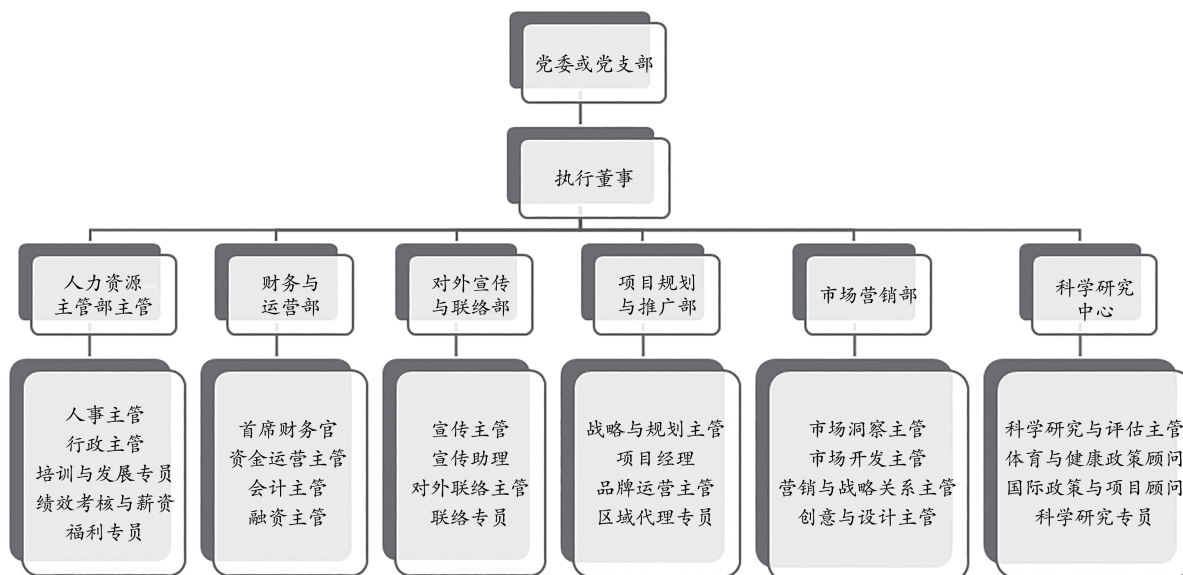 党委或党支部
执行董事
人力资源
主管部主管
财务与
运营部
对外宣传
与联络部
项目规划
与推广部
市场营销部
科学研究
中心
人事主管
行政主管
培训与发展专员
绩效考核与薪资
福利专员
首席财务官
资金运营主管
会计主管
融资主管
宣传主管
宣传助理
对外联络主管
联络专员
战略与规划主管
项目经理
品牌运营主管
区域代理专员
市场洞察主管
市场开发主管
营销与战略关系主管
创意与设计主管
科学研究与评估主管
体育与健康政策顾问
国际政策与项目顾问
科学研究专员